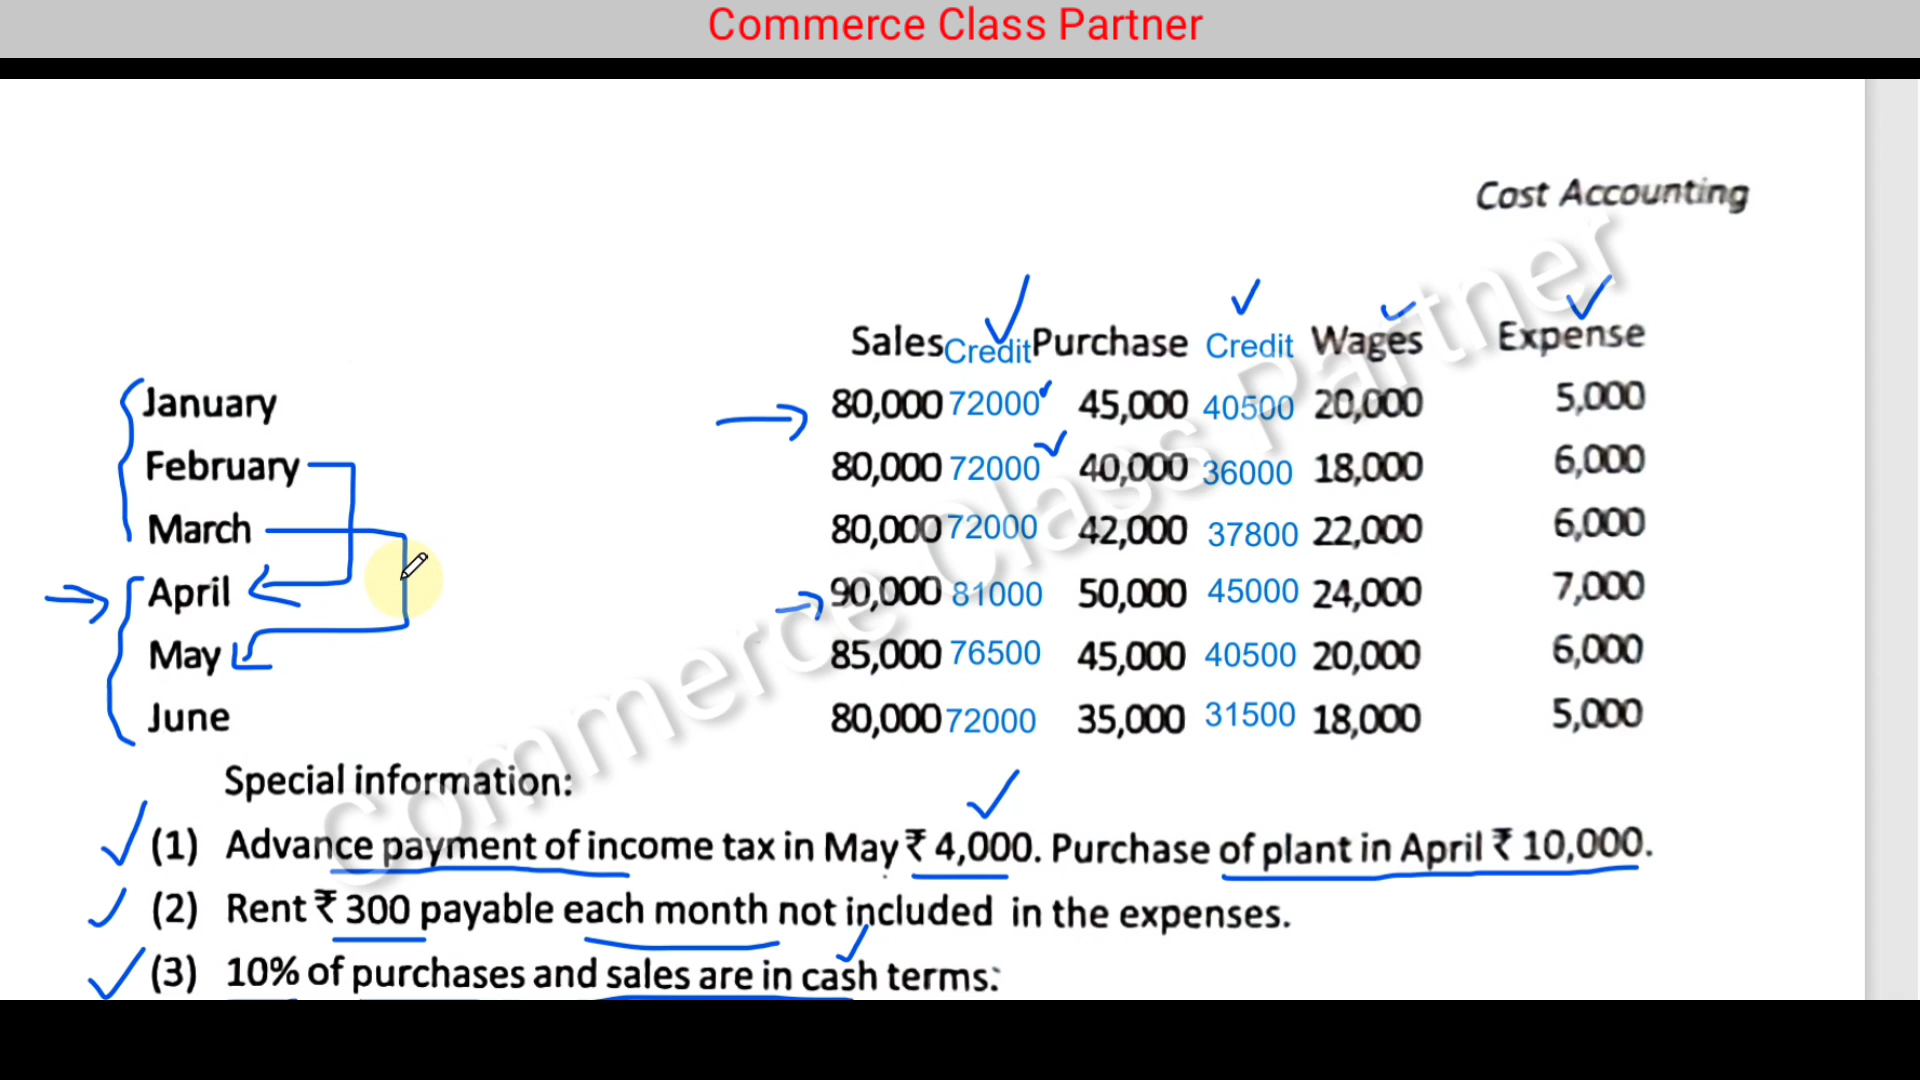 Commerce Class Partner
Cost Accounting
Sales Credit Purchase Credit Wages Expense
January 80,000 72000 45,000 40500 20,000 5,000
February 80,000 72000 40,000 36000 18,000 6,000
March 80,000 72000 42,000 37800 22,000 6,000
April 90,000 81000 50,000 45000 24,000 7,000
May 85,000 76500 45,000 40500 20,000 6,000
June 80,000 72000 35,000 31500 18,000 5,000
Special information:
(1) Advance payment of income tax in May ₹ 4,000. Purchase of plant in April ₹ 10,000.
(2) Rent ₹ 300 payable each month not included in the expenses.
(3) 10% of purchases and sales are in cash terms:
Commerce Class Partner